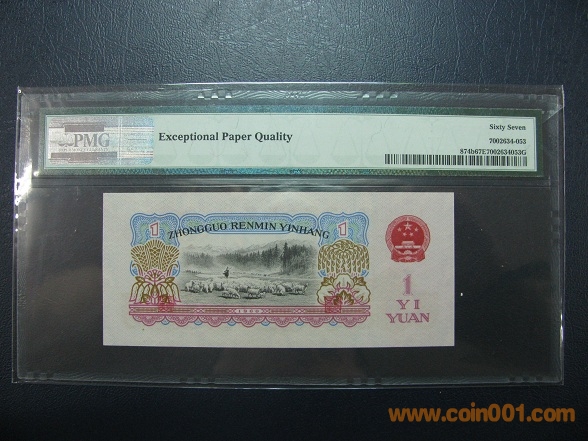 PMG
Exceptional Paper Quality
Sixty Seven
7002634-053
874b67E7002634053G
1
1
ZHONGGUO RENMIN YINHANG
1960
1
YI
YUAN
www.coin001.com